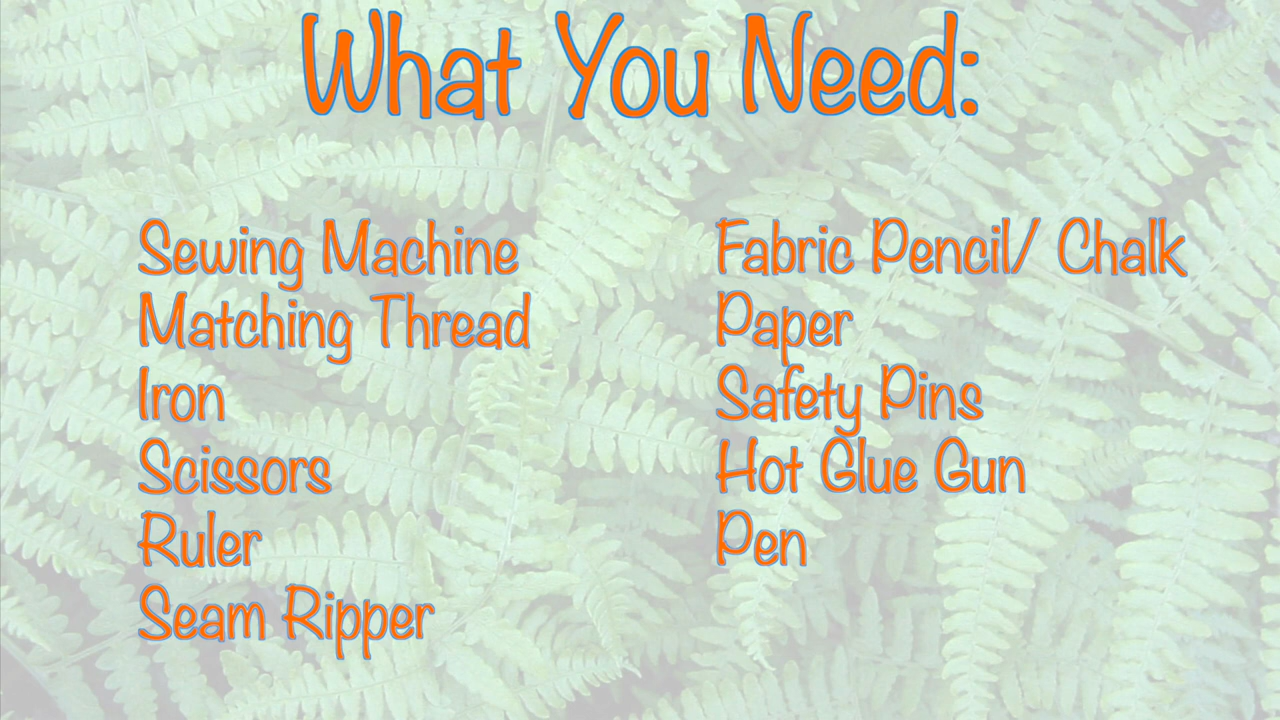 What You Need:
Sewing Machine
Matching Thread
Iron
Scissors
Ruler
Seam Ripper
Fabric Pencil/ Chalk
Paper
Safety Pins
Hot Glue Gun
Pen